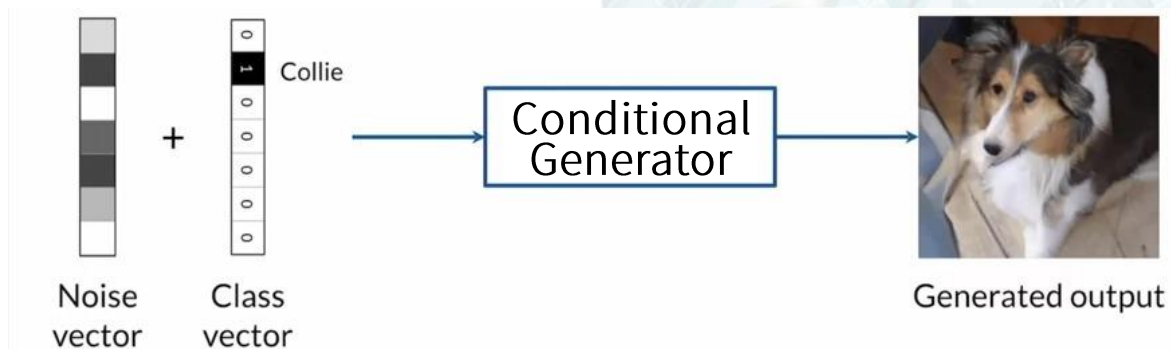 0
1
0
0
0
0
0
Collie
+
Conditional
Generator
Noise
vector
Class
vector
Generated output